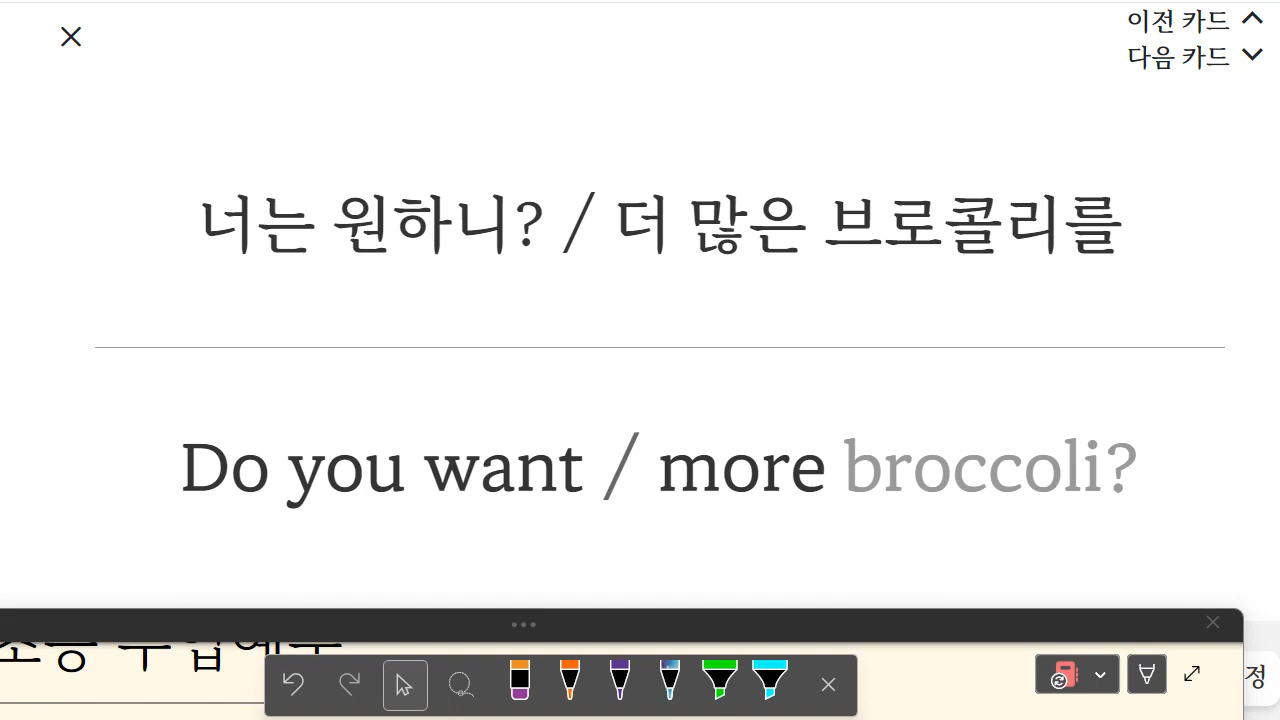 이전 카드
다음 카드
너는 원하니? / 더 많은 브로콜리를
Do you want / more broccoli?
정